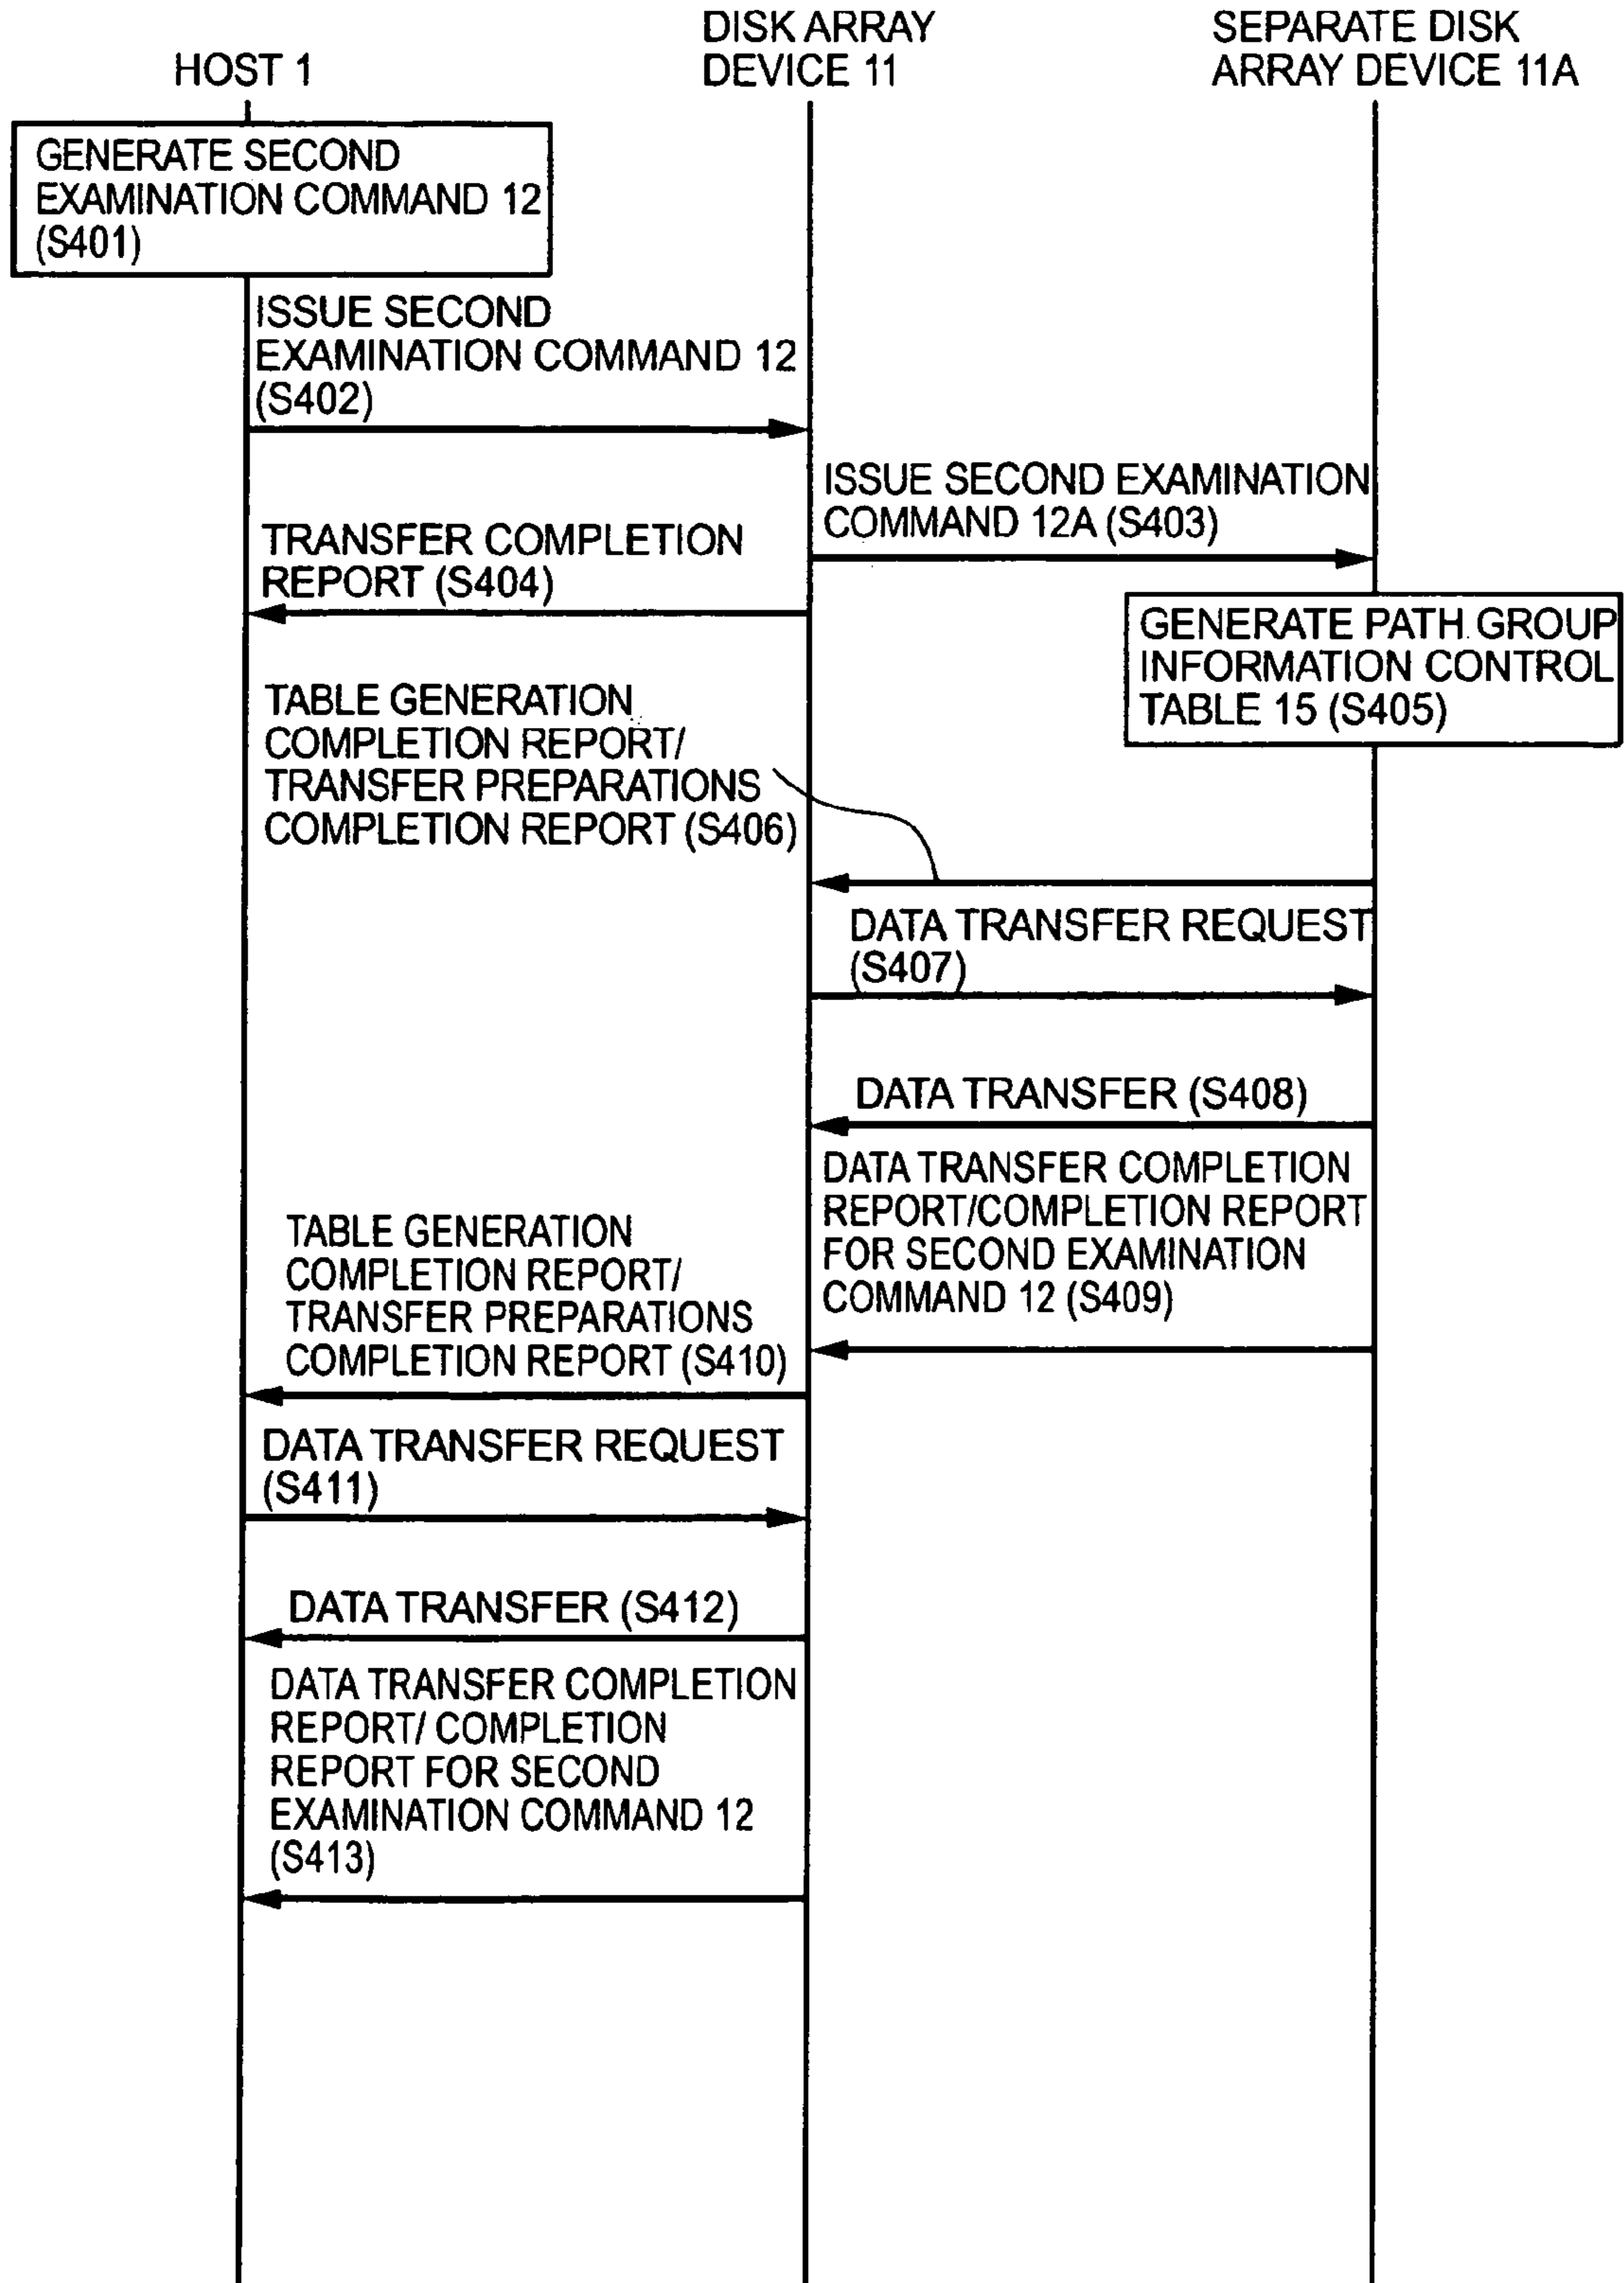 HOST 1
DISK ARRAY
DEVICE 11
SEPARATE DISK
ARRAY DEVICE 11A
GENERATE SECOND
EXAMINATION COMMAND 12
(S401)
ISSUE SECOND
EXAMINATION COMMAND 12
(S402)
ISSUE SECOND EXAMINATION
COMMAND 12A (S403)
TRANSFER COMPLETION
REPORT (S404)
GENERATE PATH GROUP
INFORMATION CONTROL
TABLE 15 (S405)
TABLE GENERATION
COMPLETION REPORT/
TRANSFER PREPARATIONS
COMPLETION REPORT (S406)
DATA TRANSFER REQUEST
(S407)
DATA TRANSFER (S408)
DATA TRANSFER COMPLETION
REPORT/COMPLETION REPORT
FOR SECOND EXAMINATION
COMMAND 12 (S409)
TABLE GENERATION
COMPLETION REPORT/
TRANSFER PREPARATIONS
COMPLETION REPORT (S410)
DATA TRANSFER REQUEST
(S411)
DATA TRANSFER (S412)
DATA TRANSFER COMPLETION
REPORT/ COMPLETION
REPORT FOR SECOND
EXAMINATION COMMAND 12
(S413)